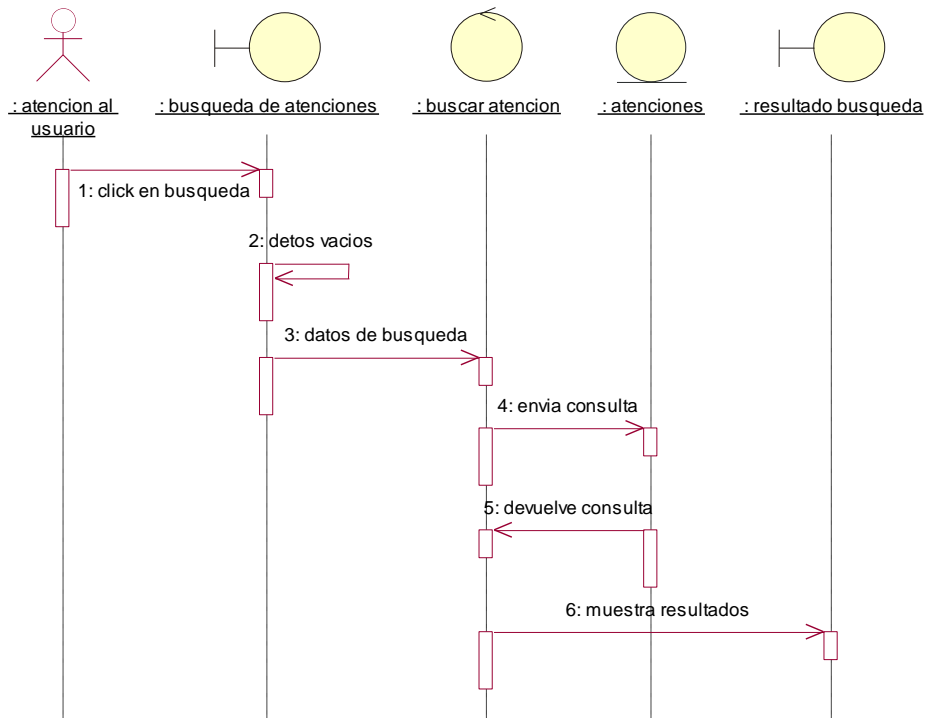 : atencion al
usuario
: busqueda de atenciones
: buscar atencion
: atenciones
: resultado busqueda
1: click en busqueda
2: detos vacios
3: datos de busqueda
4: envia consulta
5: devuelve consulta
6: muestra resultados